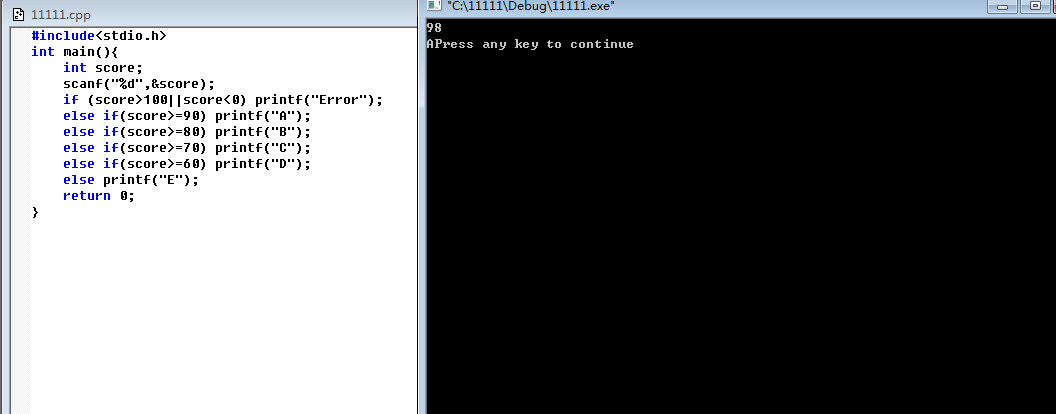 11111.cpp
#include<stdio.h>
int main(){
    int score;
    scanf("%d",&score);
    if (score>100||score<0) printf("Error");
    else if(score>=90) printf("A");
    else if(score>=80) printf("B");
    else if(score>=70) printf("C");
    else if(score>=60) printf("D");
    else printf("E");
    return 0;
}
"C:\11111\Debug\11111.exe"
98
APress any key to continue